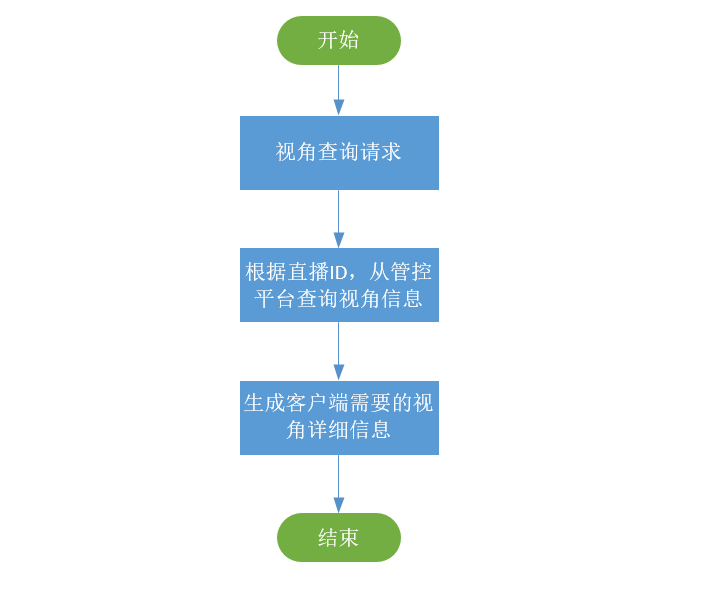 开始
视角查询请求
根据直播ID，从管控
平台查询视角信息
生成客户端需要的视
角详细信息
结束